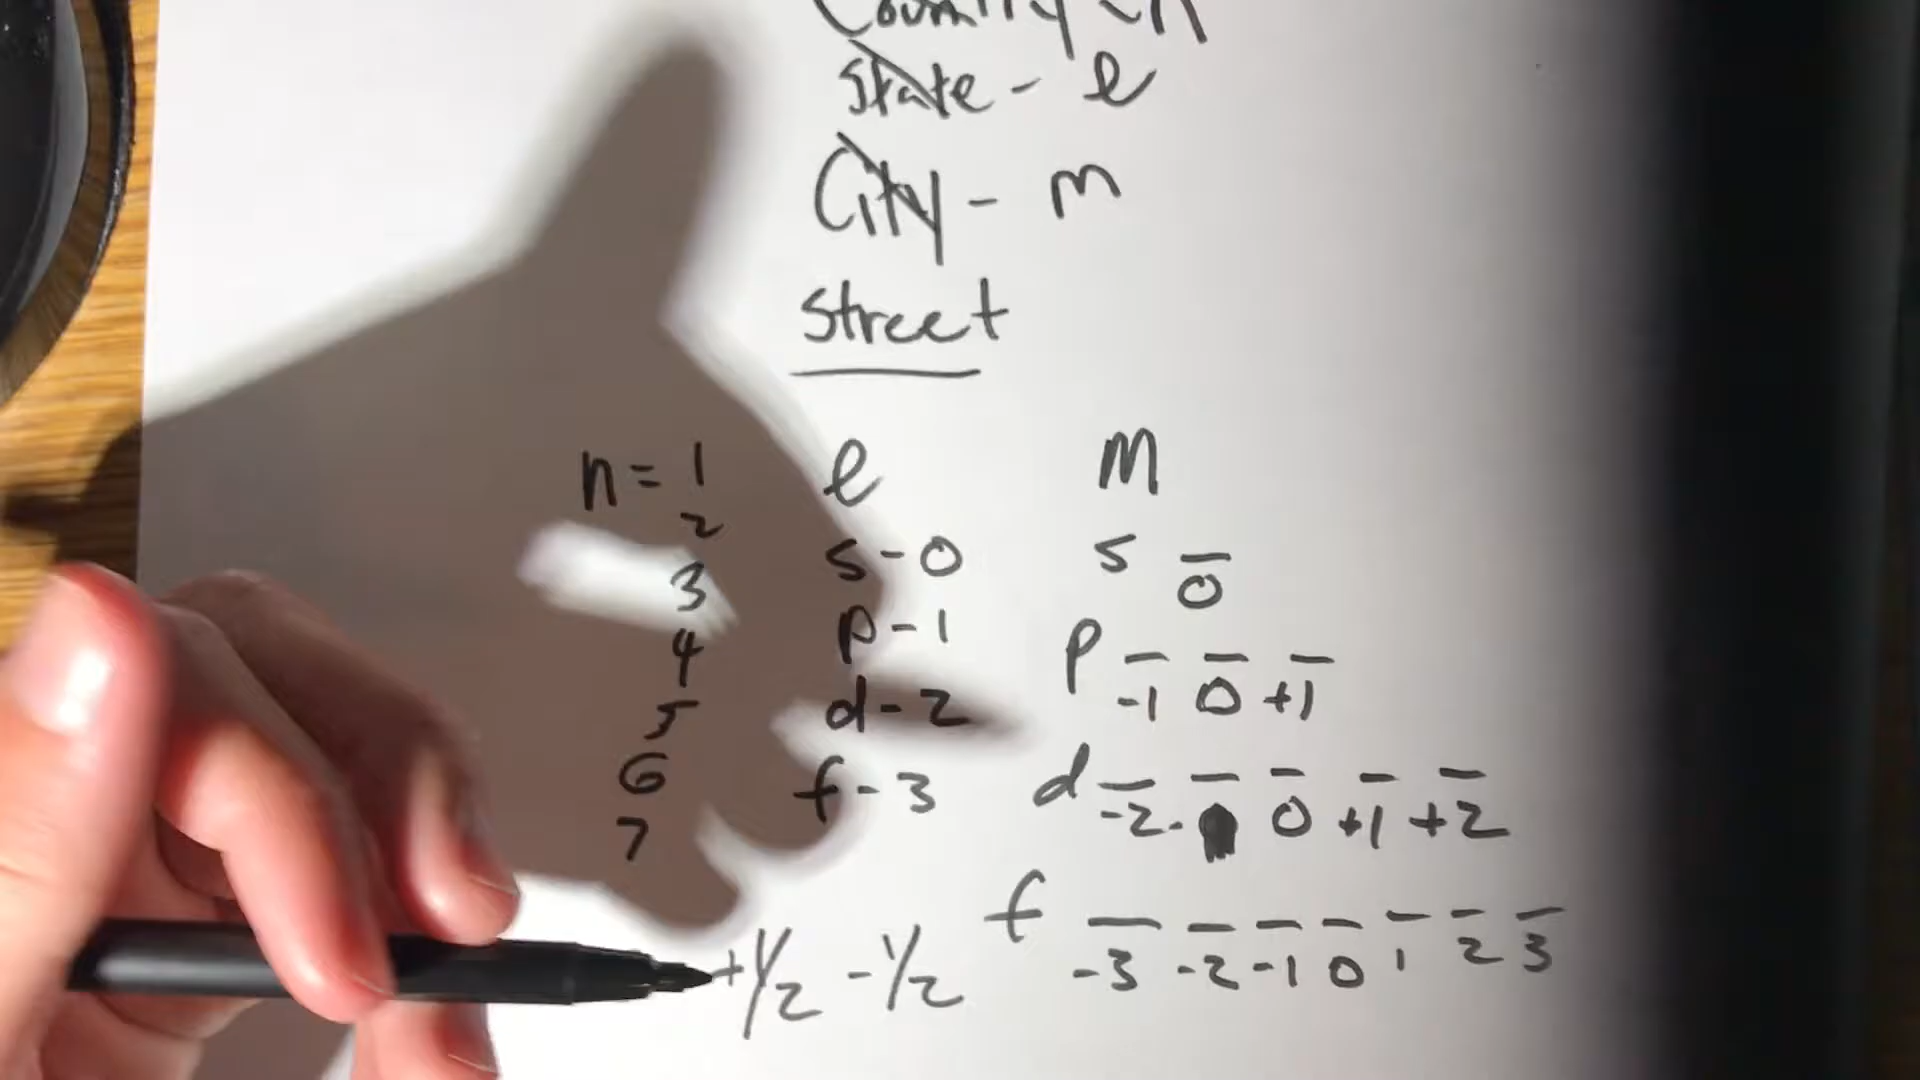 Country - n
State - l
City - m
Street
n = 1 l m
2
s - 0 s 0
3
p - 1 p -1 0 +1
4
5
d - 2 d -2 - 0 +1 +2
6
f - 3
7
f -3 -2 -1 0 1 2 3
+1/2 -1/2